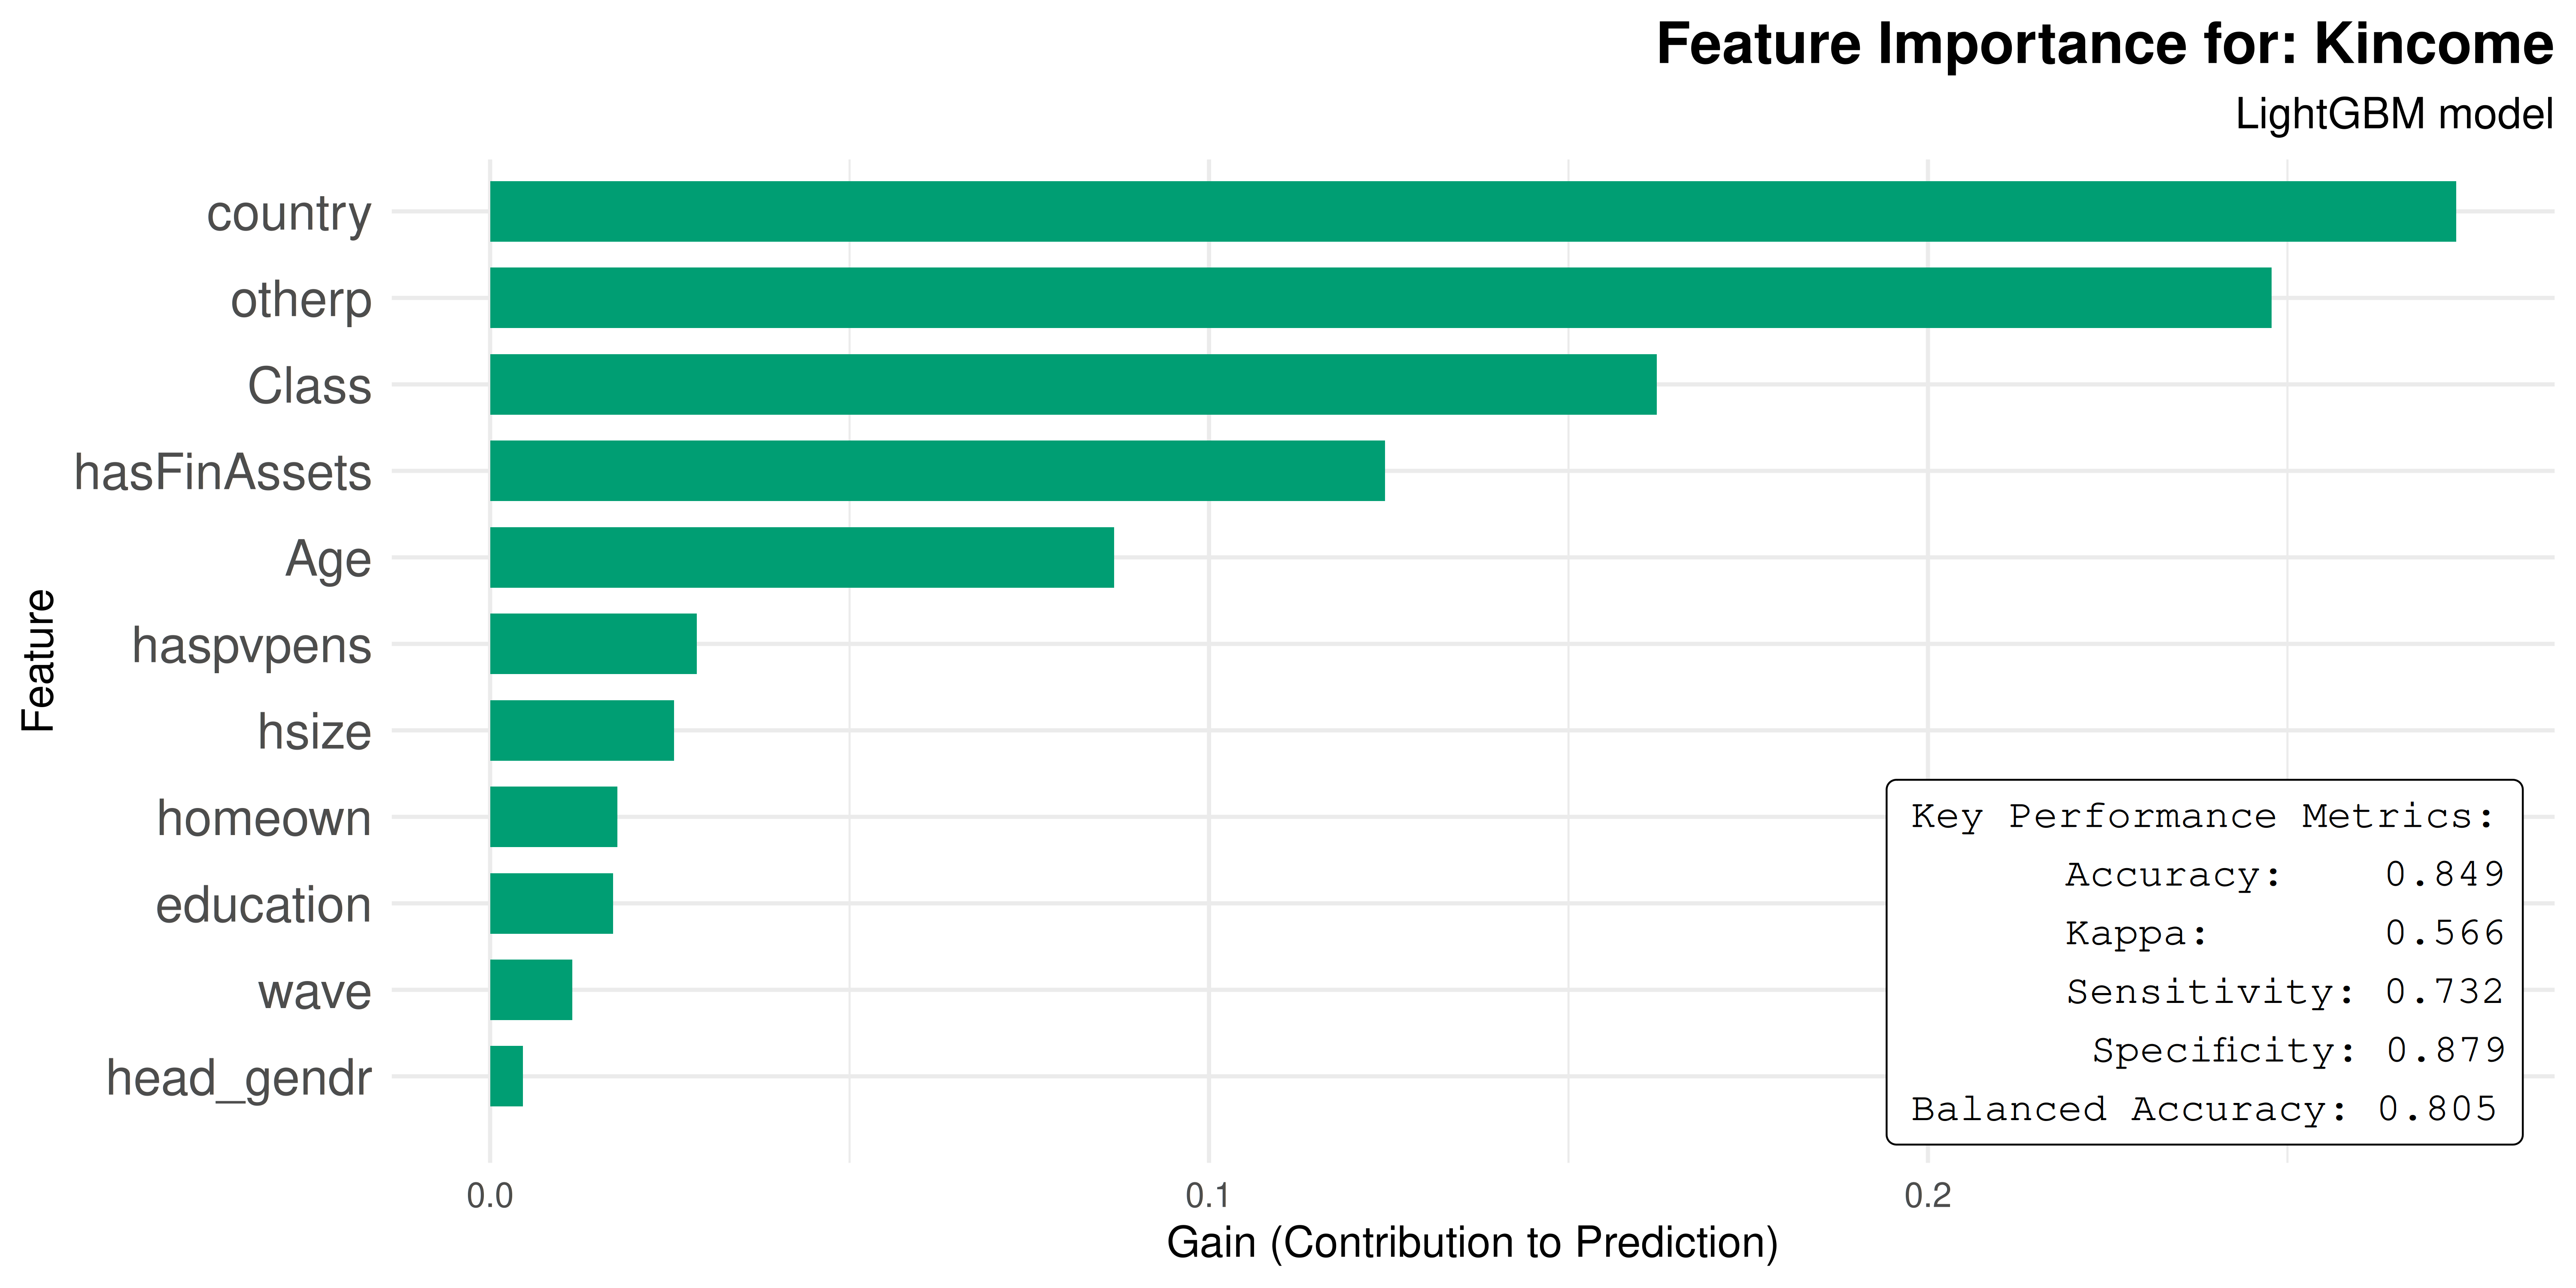 Feature Importance for: Kincome
LightGBM model
country
otherp
Class
hasFinAssets
Age
haspvpens
hsize
homeown
education
wave
head_gendr
Feature
Key Performance Metrics:
Accuracy: 0.849
Kappa: 0.566
Sensitivity: 0.732
Specificity: 0.879
Balanced Accuracy: 0.805
0.0 0.1 0.2
Gain (Contribution to Prediction)